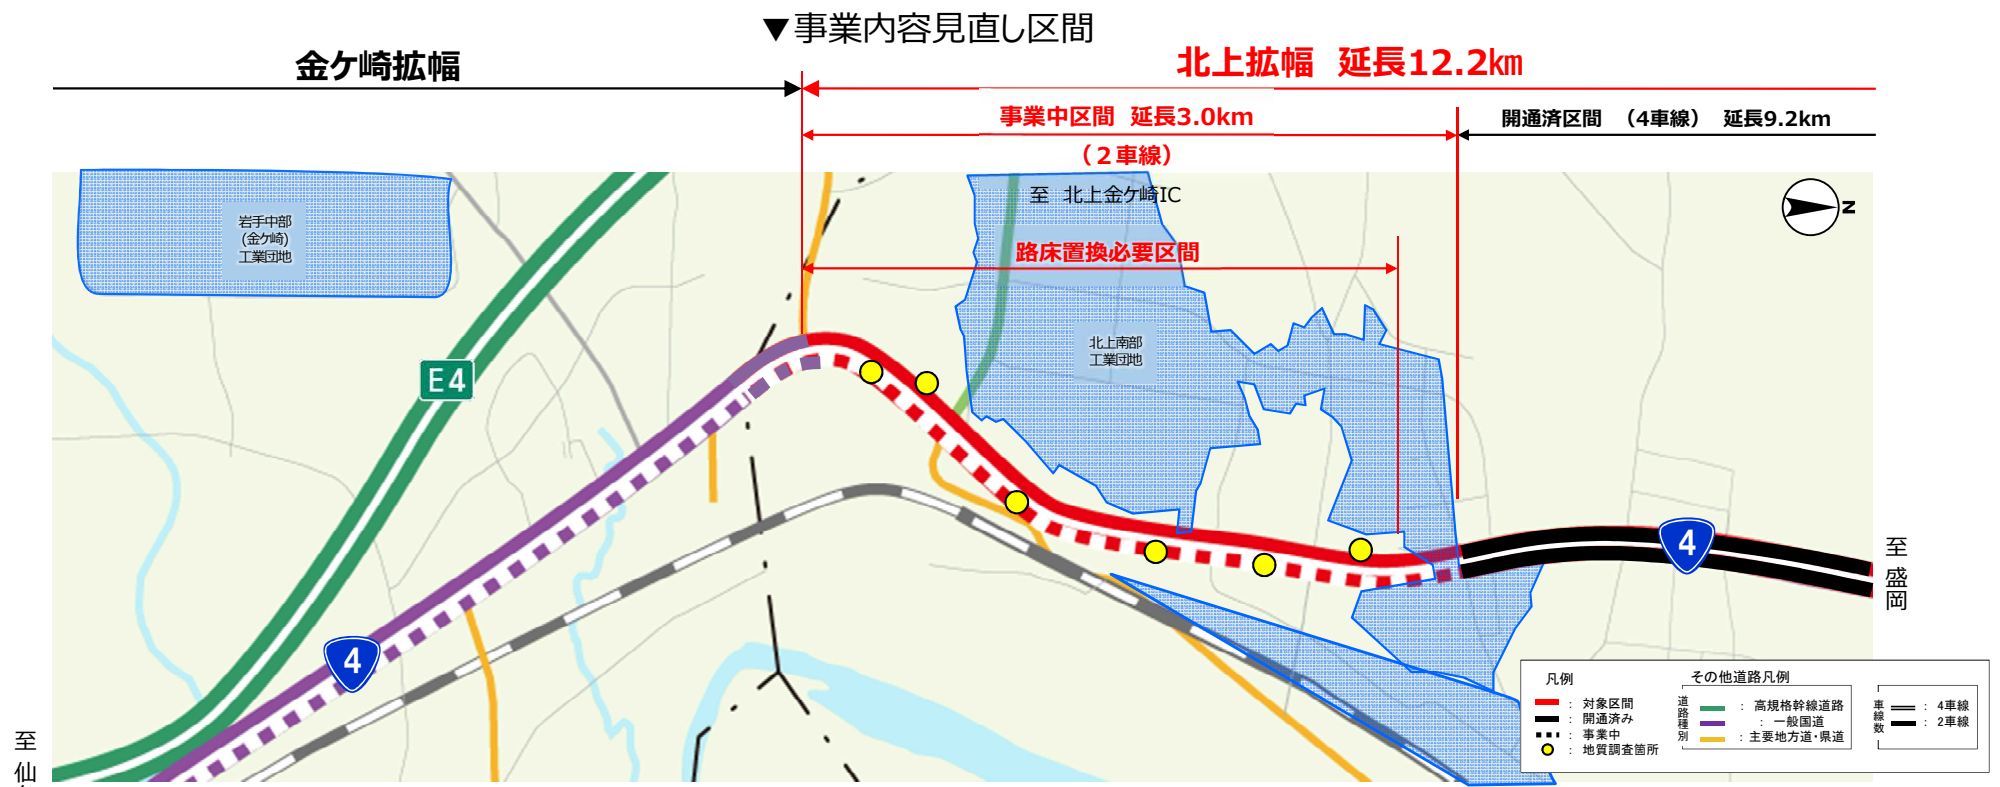 ▼事業内容見直し区間
金ケ崎拡幅
北上拡幅 延長12.2㎞
事業中区間 延長3.0km
(２車線)
開通済区間 （4車線） 延長9.2km
至 北上金ケ崎IC
路床置換必要区間
岩手中部
(金ケ崎)
工業団地
北上南部
工業団地
E4
4
4
N
至 盛岡
至 仙
凡例
： 対象区間
： 開通済み
： 事業中
： 地質調査箇所
その他道路凡例
道路種別
： 高規格幹線道路
： 一般国道
： 主要地方道・県道
車線数
： 4車線
： 2車線